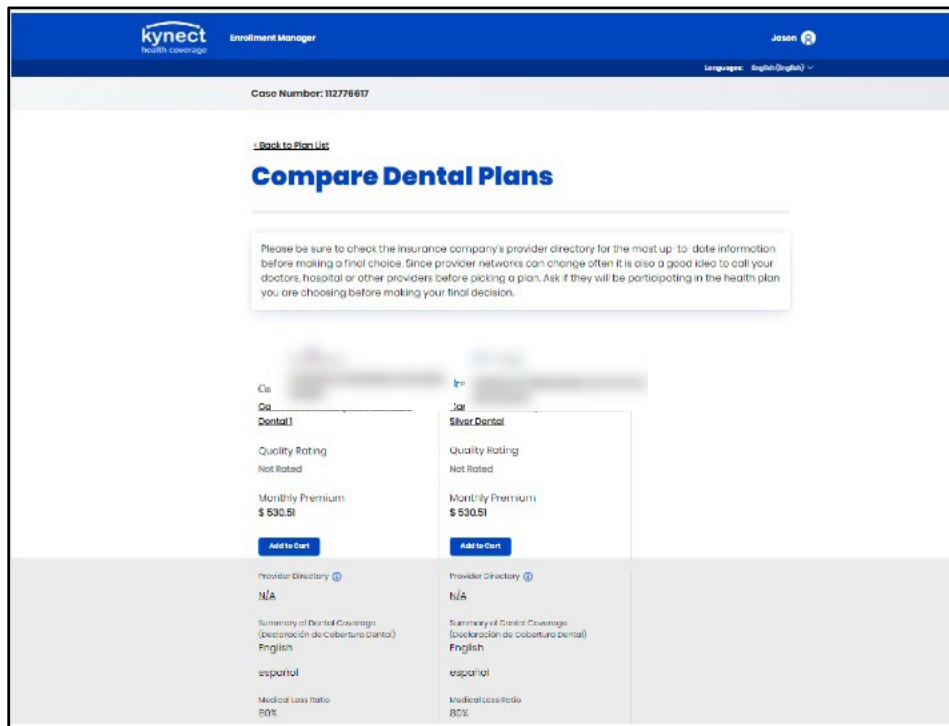 kynect
health coverage
Enrollment Manager
Jason
Languages: English (English)
Case Number: 112776617
< Back to Plan List
Compare Dental Plans
Please be sure to check the insurance company's provider directory for the most up-to-date information
before making a final choice. Since provider networks can change often it is also a good idea to call your
doctors, hospital or other providers before picking a plan. Ask if they will be participating in the health plan
you are choosing before making your final decision.
Dental 1
Silver Dental
Quality Rating
Quality Rating
Not Rated
Not Rated
Monthly Premium
Monthly Premium
$ 530.51
$ 530.51
Add to Cart
Add to Cart
Provider Directory
Provider Directory
N/A
N/A
Summary of Dental Coverage
Summary of Dental Coverage
(Declaración de Cobertura Dental)
(Declaración de Cobertura Dental)
English
English
español
español
Medical Loss Ratio
Medical Loss Ratio
80%
80%